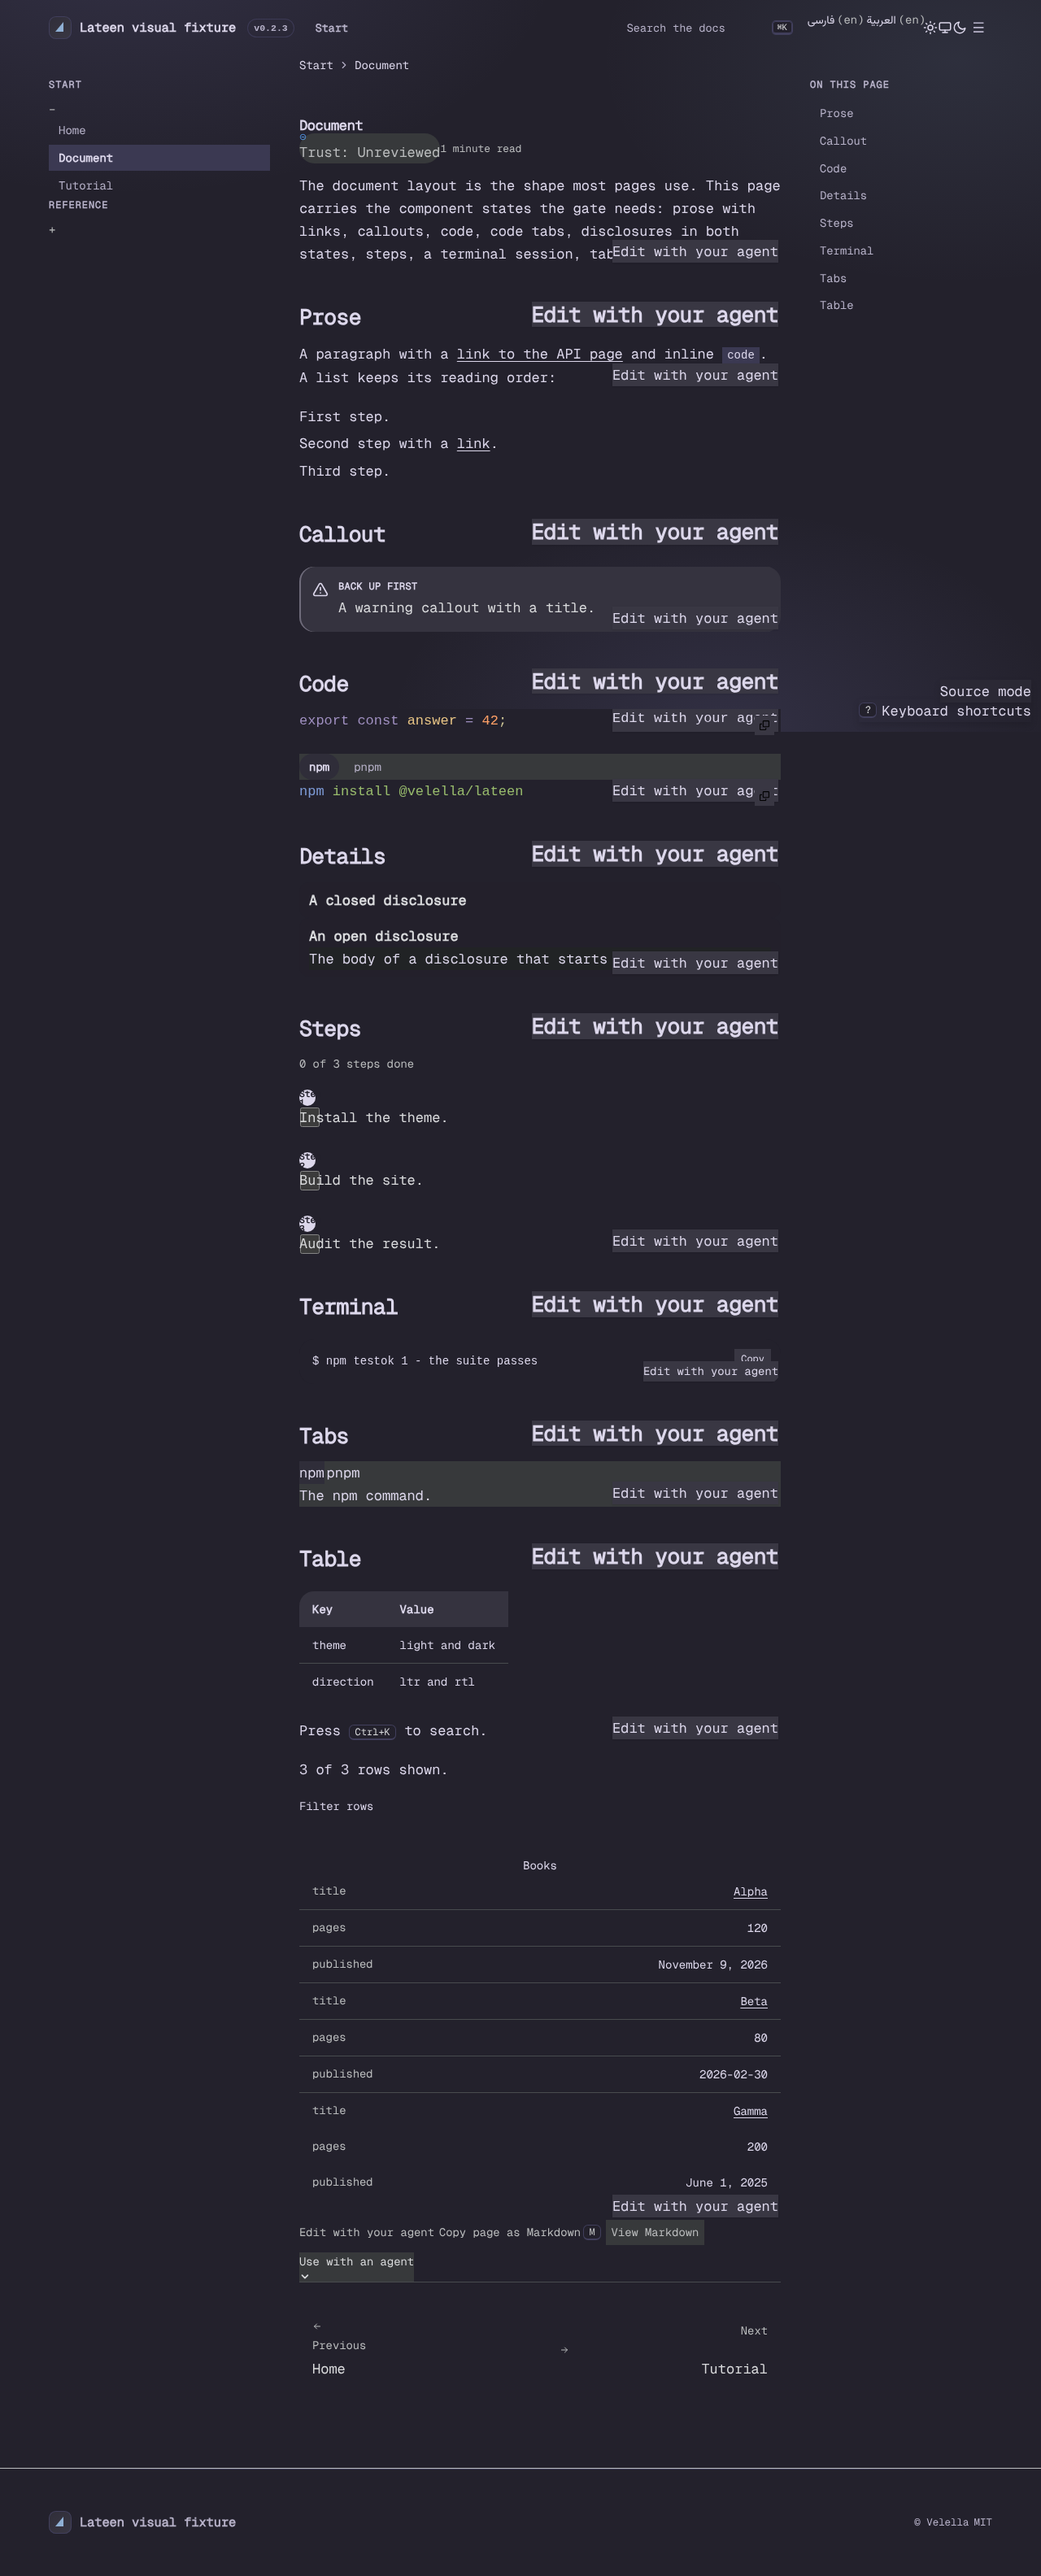 Lateen visual fixture v0.2.3 Start Search the docs ⌘K فارسی (en) العربية (en)
Start › Document
START
−
Home
Document
Tutorial
REFERENCE
+
ON THIS PAGE
Prose
Callout
Code
Details
Steps
Terminal
Tabs
Table
Document
Trust: Unreviewed 1 minute read
The document layout is the shape most pages use. This page
carries the component states the gate needs: prose with
links, callouts, code, code tabs, disclosures in both
states, steps, a terminal session, Edit with your agent
Prose Edit with your agent
A paragraph with a link to the API page and inline code.
A list keeps its reading order: Edit with your agent
First step.
Second step with a link.
Third step.
Callout Edit with your agent
BACK UP FIRST
A warning callout with a title.
Edit with your agent
Code Edit with your agent
export const answer = 42; Edit with your
Source mode
? Keyboard shortcuts
npm pnpm
npm install @velella/lateen Edit with your
Details Edit with your agent
A closed disclosure
An open disclosure
The body of a disclosure that starts Edit with your agent
Steps Edit with your agent
0 of 3 steps done
Install the theme.
Build the site.
Audit the result. Edit with your agent
Terminal Edit with your agent
$ npm testok 1 - the suite passes Copy
Edit with your agent
Tabs Edit with your agent
npm pnpm
The npm command. Edit with your agent
Table Edit with your agent
Key Value
theme light and dark
direction ltr and rtl
Press Ctrl+K to search. Edit with your agent
3 of 3 rows shown.
Filter rows
Books
title Alpha
pages 120
published November 9, 2026
title Beta
pages 80
published 2026-02-30
title Gamma
pages 200
published June 1, 2025
Edit with your agent
Edit with your agent Copy page as Markdown M View Markdown
Use with an agent
←
Previous
Home
Next
→
Tutorial
Lateen visual fixture © Velella MIT